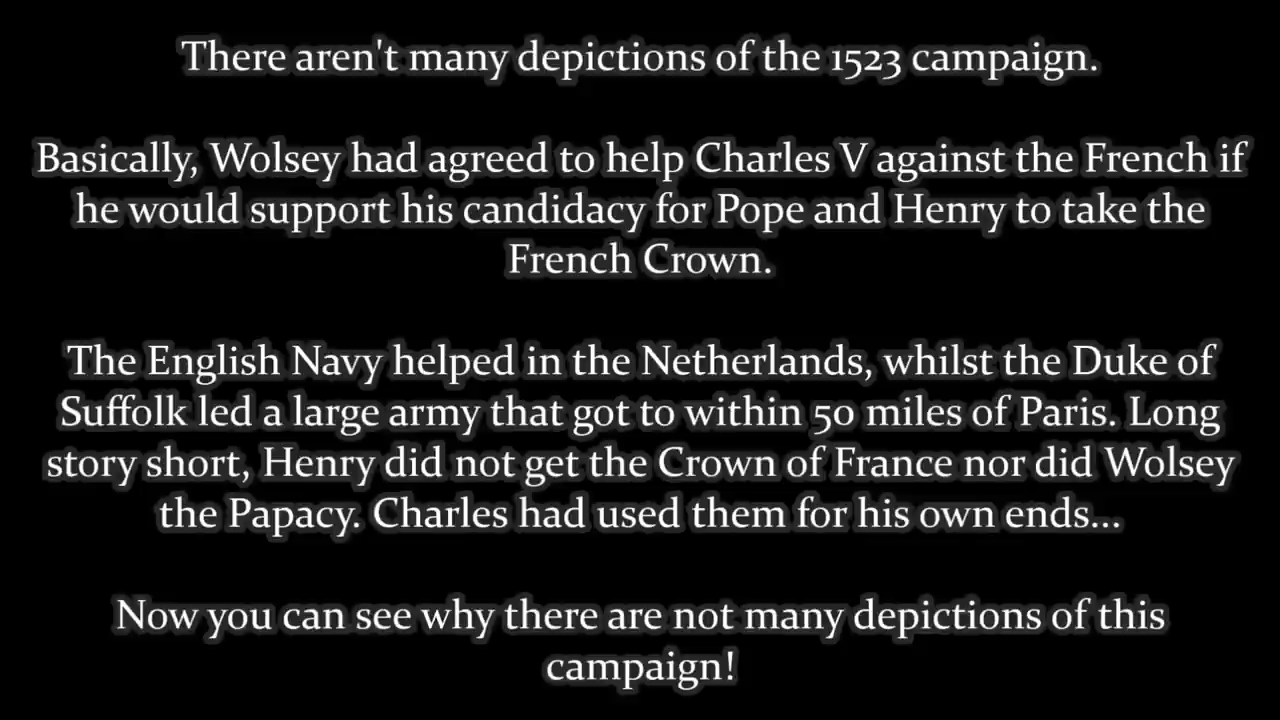 There aren't many depictions of the 1523 campaign.
Basically, Wolsey had agreed to help Charles V against the French if
he would support his candidacy for Pope and Henry to take the
French Crown.
The English Navy helped in the Netherlands, whilst the Duke of
Suffolk led a large army that got to within 50 miles of Paris. Long
story short, Henry did not get the Crown of France nor did Wolsey
the Papacy. Charles had used them for his own ends...
Now you can see why there are not many depictions of this
campaign!